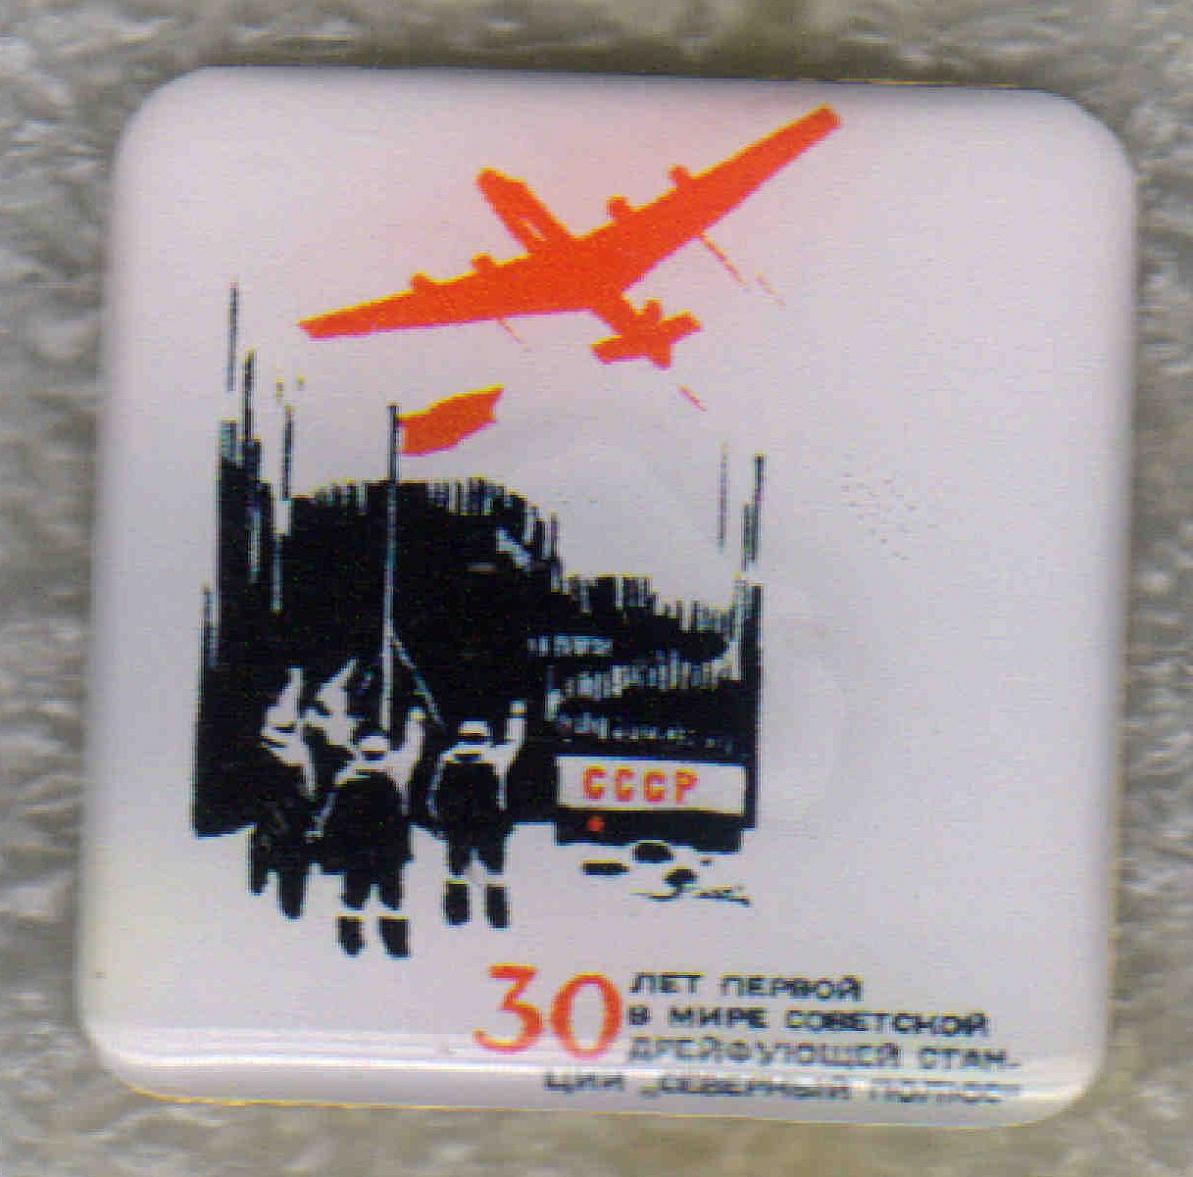 СССР
30 ЛЕТ ПЕРВОЙ
В МИРЕ СОВЕТСКОЙ
ДРЕЙФУЮЩЕЙ СТАН-
ЦИИ „СЕВЕРНЫЙ ПОЛЮС"